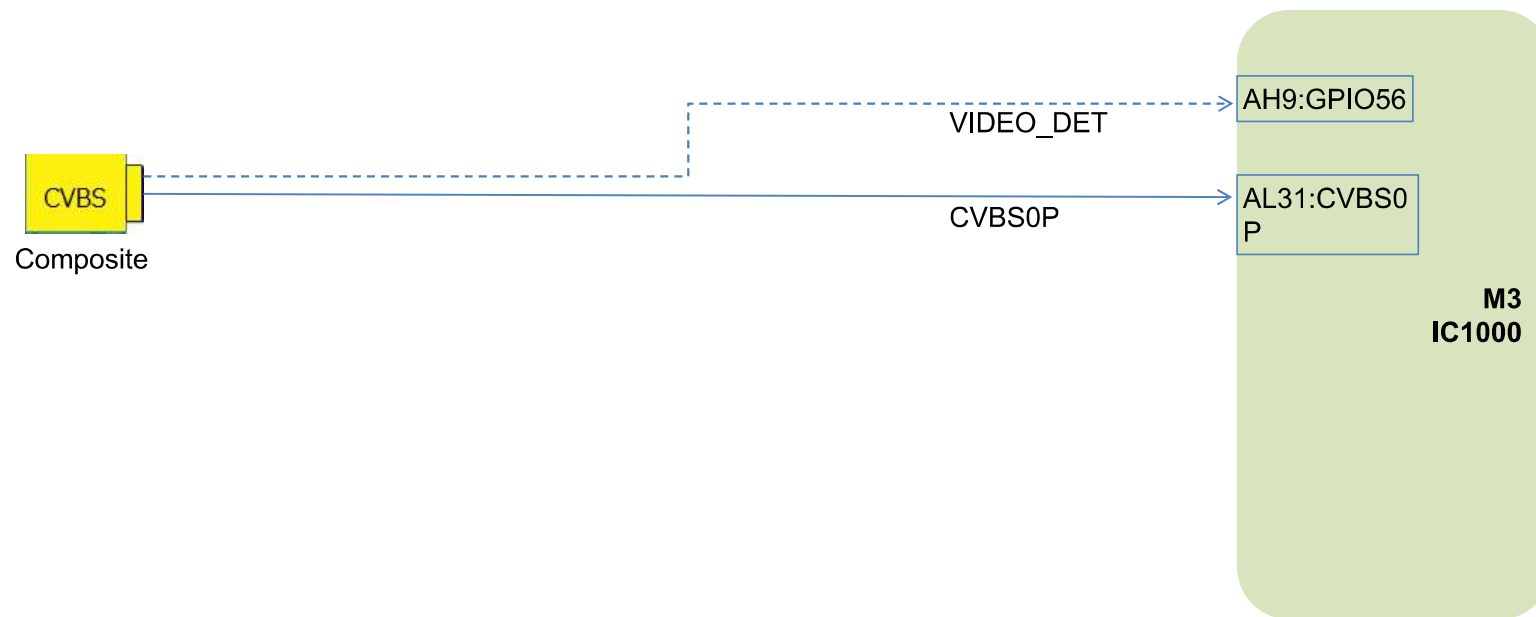 AH9:GPIO56
VIDEO_DET
CVBS
AL31:CVBS0
P
CVBS0P
Composite
M3
IC1000